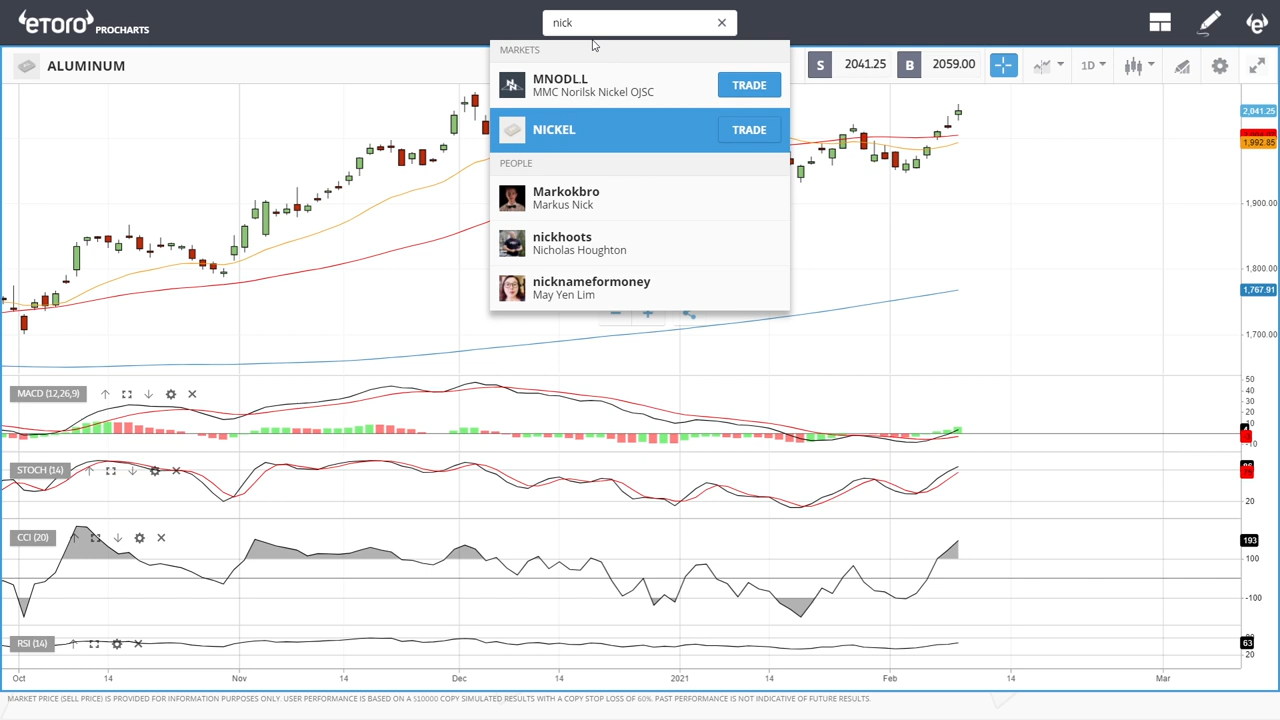 eToro PROCHARTS
nick
ALUMINUM
S 2041.25 B 2059.00
1D
MARKETS
MNODL.L
MMC Norilsk Nickel OJSC
TRADE
NICKEL
TRADE
PEOPLE
Markokbro
Markus Nick
nickhoots
Nicholas Houghton
nicknameformoney
May Yen Lim
2,041.25
1,992.85
1,900.00
1,800.00
1,767.91
1,700.00
MACD (12,26,9)
50
40
30
20
10
-10
STOCH (14)
20
CCI (20)
193
100
-100
RSI (14)
63
20
Oct 14 Nov 14 Dec 14 2021 14 Feb 14 Mar
MARKET PRICE (SELL PRICE) IS PROVIDED FOR INFORMATION PURPOSES ONLY. USER PERFORMANCE IS BASED ON A $10000 COPY SIMULATED RESULTS WITH A COPY STOP LOSS OF 60%. PAST PERFORMANCE IS NOT INDICATIVE OF FUTURE RESULTS.